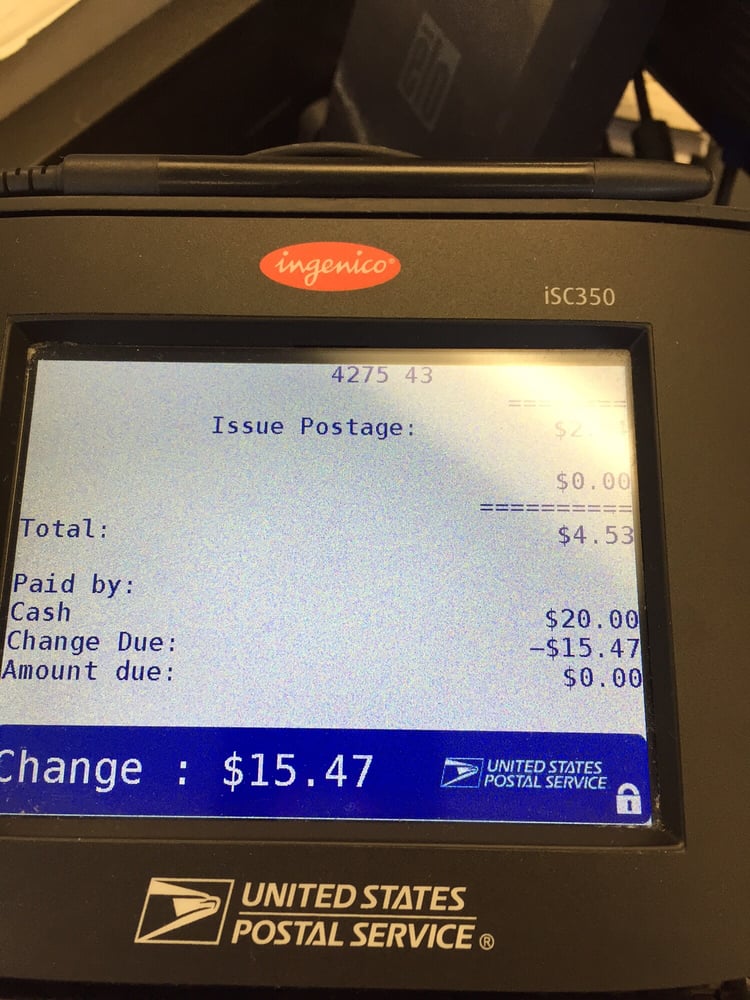 elo
ingenico®
iSC350
4275 43
Issue Postage:
$0.00
==========
Total: $4.53
Paid by:
Cash $20.00
Change Due: -$15.47
Amount due: $0.00
Change : $15.47
UNITED STATES
POSTAL SERVICE
UNITED STATES
POSTAL SERVICE®